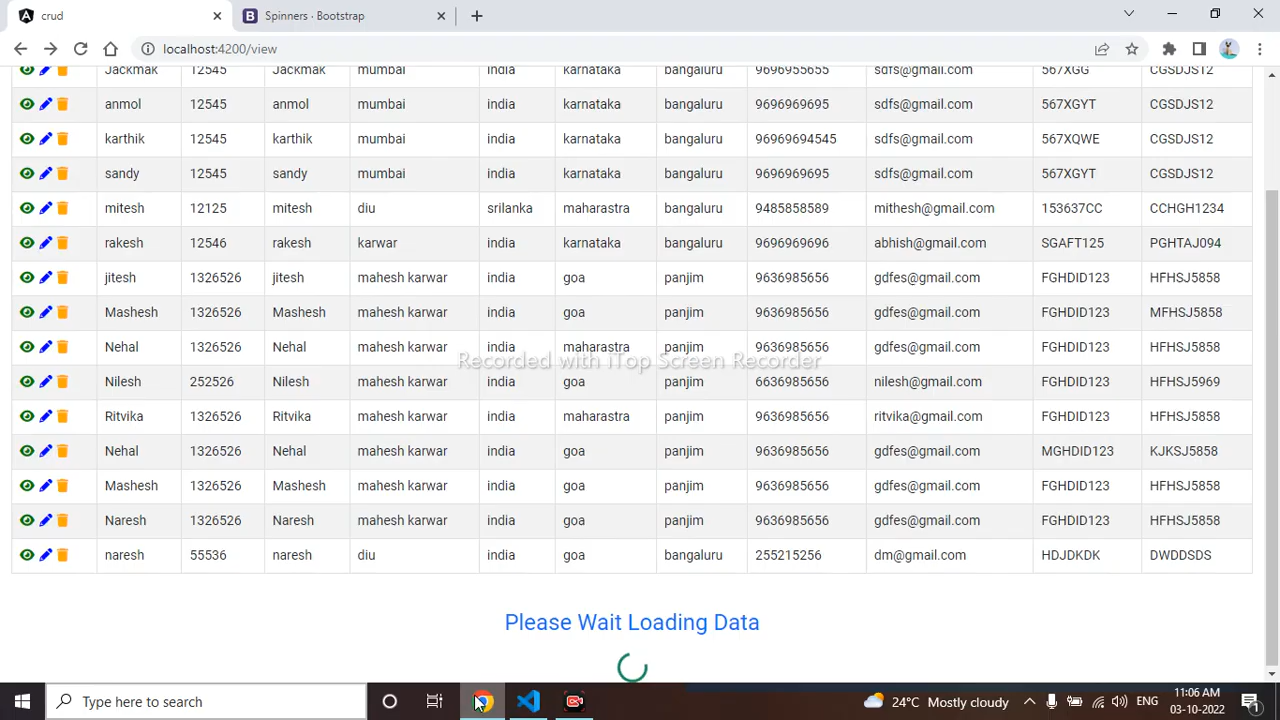 crud
Spinners · Bootstrap
localhost:4200/view
Jackmak 12545 Jackmak mumbai india karnataka bangaluru 9696955655 sdfs@gmail.com 567XGG CGSDJS12
anmol 12545 anmol mumbai india karnataka bangaluru 9696969695 sdfs@gmail.com 567XGYT CGSDJS12
karthik 12545 karthik mumbai india karnataka bangaluru 96969694545 sdfs@gmail.com 567XQWE CGSDJS12
sandy 12545 sandy mumbai india karnataka bangaluru 9696969695 sdfs@gmail.com 567XGYT CGSDJS12
mitesh 12125 mitesh diu srilanka maharastra bangaluru 9485858589 mithesh@gmail.com 153637CC CCHGH1234
rakesh 12546 rakesh karwar india karnataka bangaluru 9696969696 abhish@gmail.com SGAFT125 PGHTAJ094
jitesh 1326526 jitesh mahesh karwar india goa panjim 9636985656 gdfes@gmail.com FGHDID123 HFHSJ5858
Mashesh 1326526 Mashesh mahesh karwar india goa panjim 9636985656 gdfes@gmail.com FGHDID123 MFHSJ5858
Nehal 1326526 Nehal mahesh karwar india maharastra panjim 9636985656 gdfes@gmail.com FGHDID123 HFHSJ5858
Recorded with iTop Screen Recorder
Nilesh 252526 Nilesh mahesh karwar india goa panjim 6636985656 nilesh@gmail.com FGHDID123 HFHSJ5969
Ritvika 1326526 Ritvika mahesh karwar india maharastra panjim 9636985656 ritvika@gmail.com FGHDID123 HFHSJ5858
Nehal 1326526 Nehal mahesh karwar india goa panjim 9636985656 gdfes@gmail.com MGHDID123 KJKSJ5858
Mashesh 1326526 Mashesh mahesh karwar india goa panjim 9636985656 gdfes@gmail.com FGHDID123 HFHSJ5858
Naresh 1326526 Naresh mahesh karwar india goa panjim 9636985656 gdfes@gmail.com FGHDID123 HFHSJ5858
naresh 55536 naresh diu india goa bangaluru 255215256 dm@gmail.com HDJDKDK DWDDSDS
Please Wait Loading Data
Type here to search
24°C Mostly cloudy
ENG
11:06 AM
03-10-2022
1